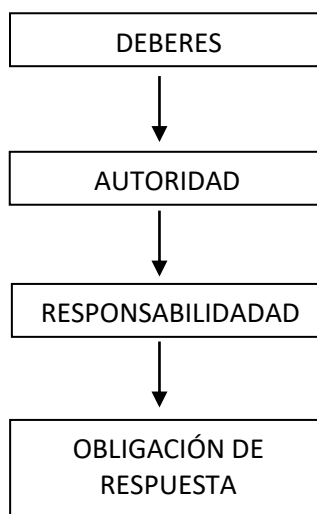 DEBERES
AUTORIDAD
RESPONSABILIDADAD
OBLIGACIÓN DE
RESPUESTA